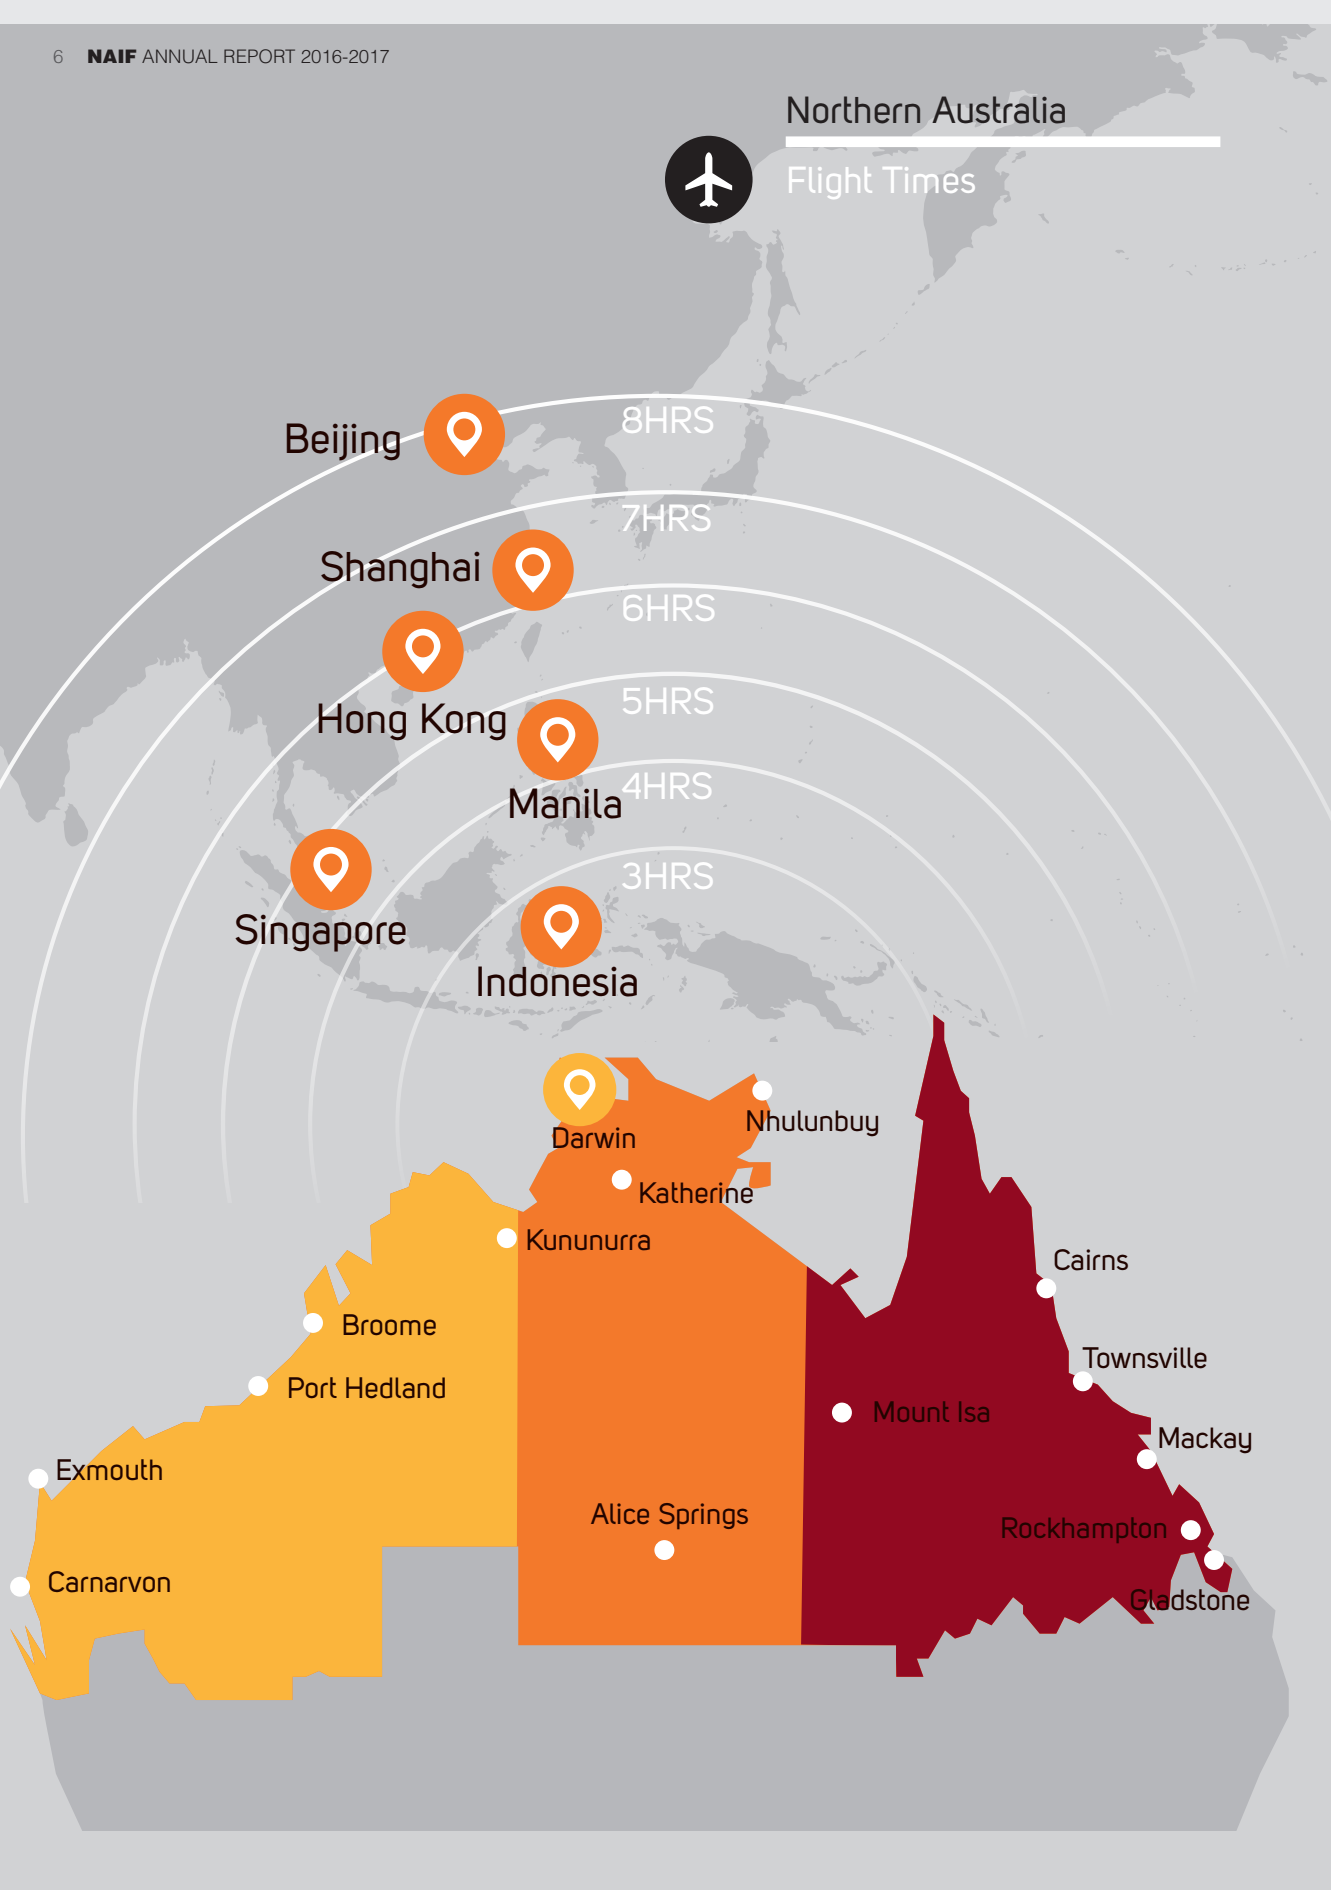 6 NAIF ANNUAL REPORT 2016-2017
Northern Australia
Flight Times
8HRS
Beijing
7HRS
Shanghai
6HRS
5HRS
Hong Kong
4HRS
Manila
3HRS
Singapore
Indonesia
Nhulunbuy
Darwin
Katherine
Kununurra
Cairns
Broome
Townsville
Port Hedland
Mount Isa
Mackay
Exmouth
Alice Springs
Rockhampton
Carnarvon
Gladstone